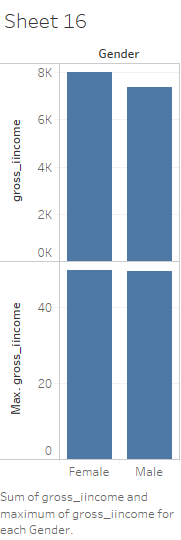 Sheet 16
Gender
8K
6K
4K
2K
0K
gross_iincome
40
20
0
Max. gross_iincome
Female Male
Sum of gross_iincome and
maximum of gross_iincome for
each Gender.